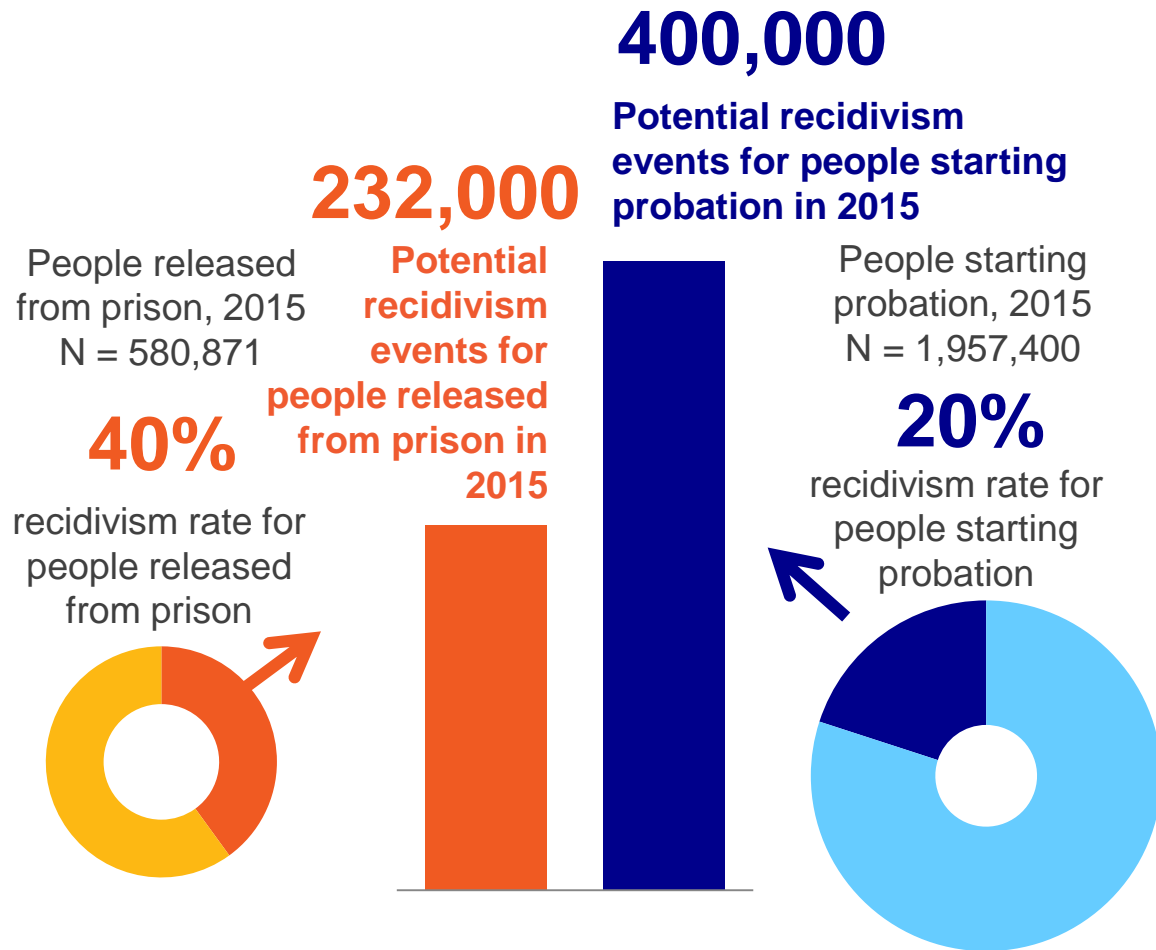 400,000
Potential recidivism
events for people starting
probation in 2015
232,000
Potential
recidivism
events for
people released
from prison in
2015
People released
from prison, 2015
N = 580,871
40%
recidivism rate for
people released
from prison
People starting
probation, 2015
N = 1,957,400
20%
recidivism rate for
people starting
probation